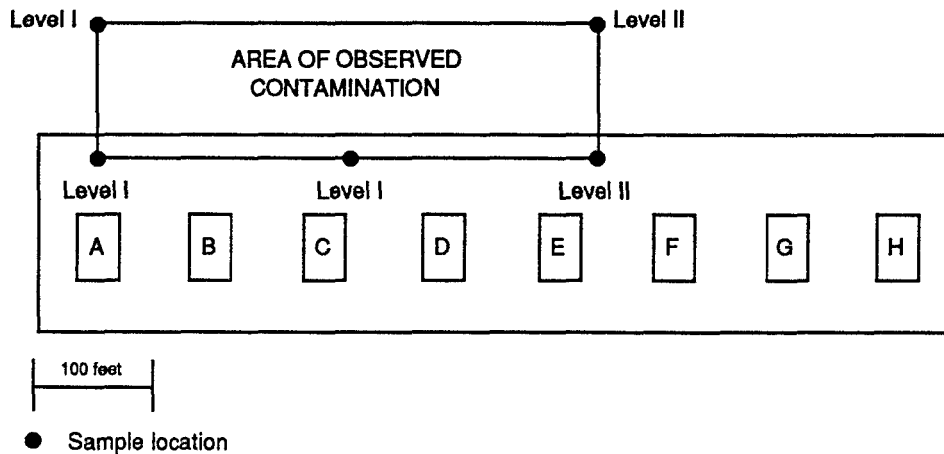 Level I Level II
AREA OF OBSERVED
CONTAMINATION
Level I Level I Level II
A B C D E F G H
100 feet
Sample location